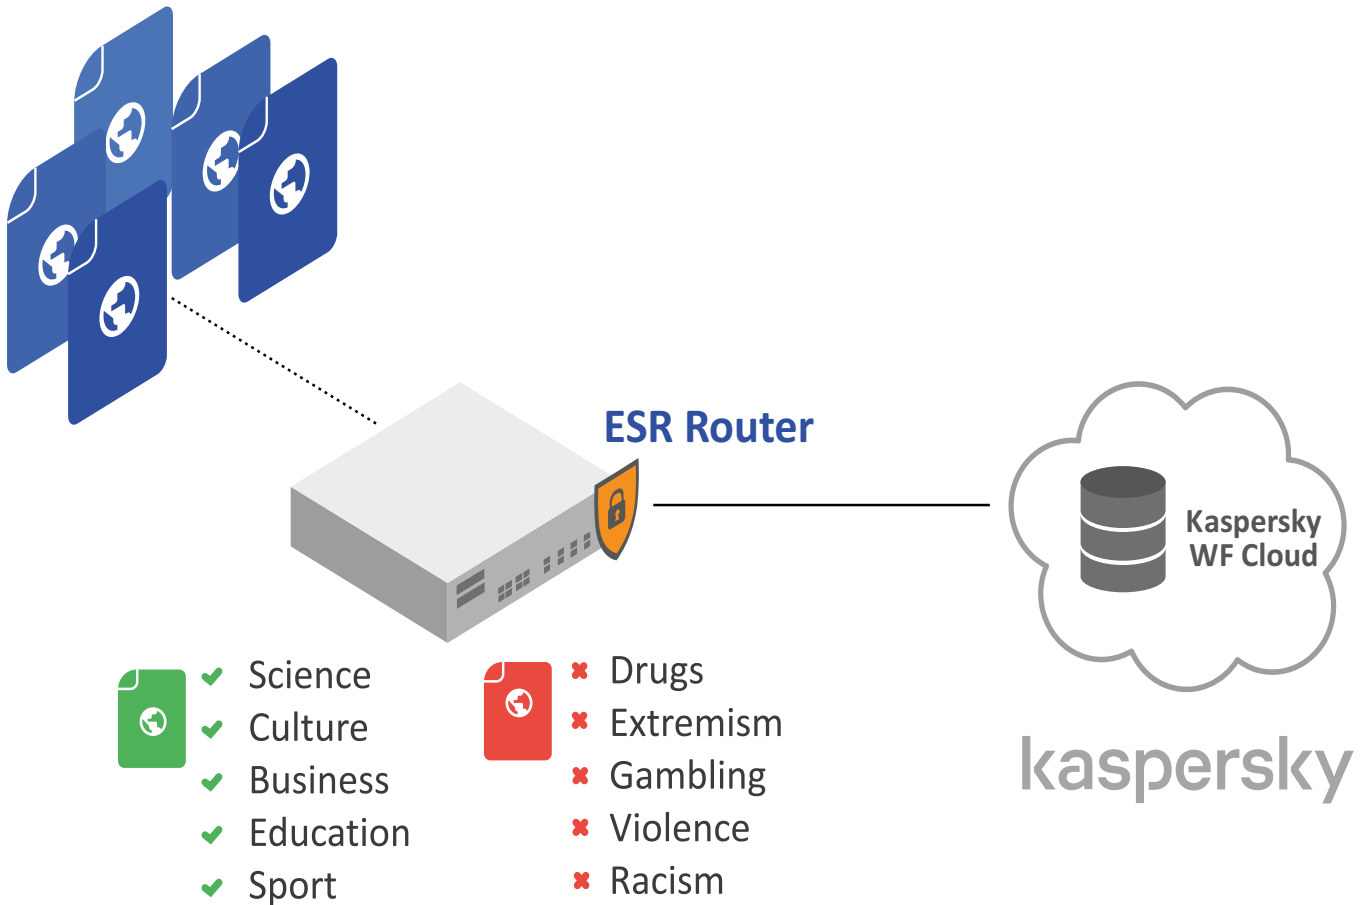 ESR Router
Kaspersky
WF Cloud
kaspersky
Science
Culture
Business
Education
Sport
Drugs
Extremism
Gambling
Violence
Racism